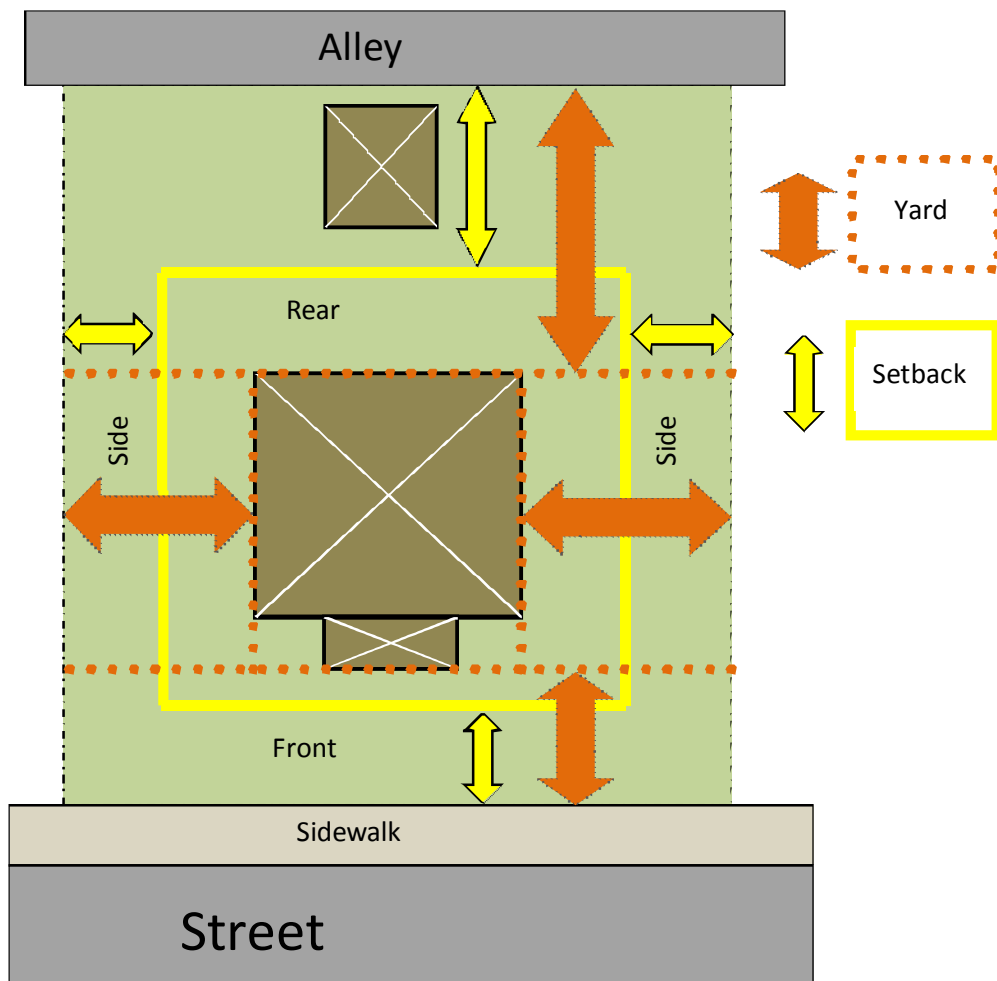 Alley
Yard
Rear
Setback
Side
Side
Front
Sidewalk
Street